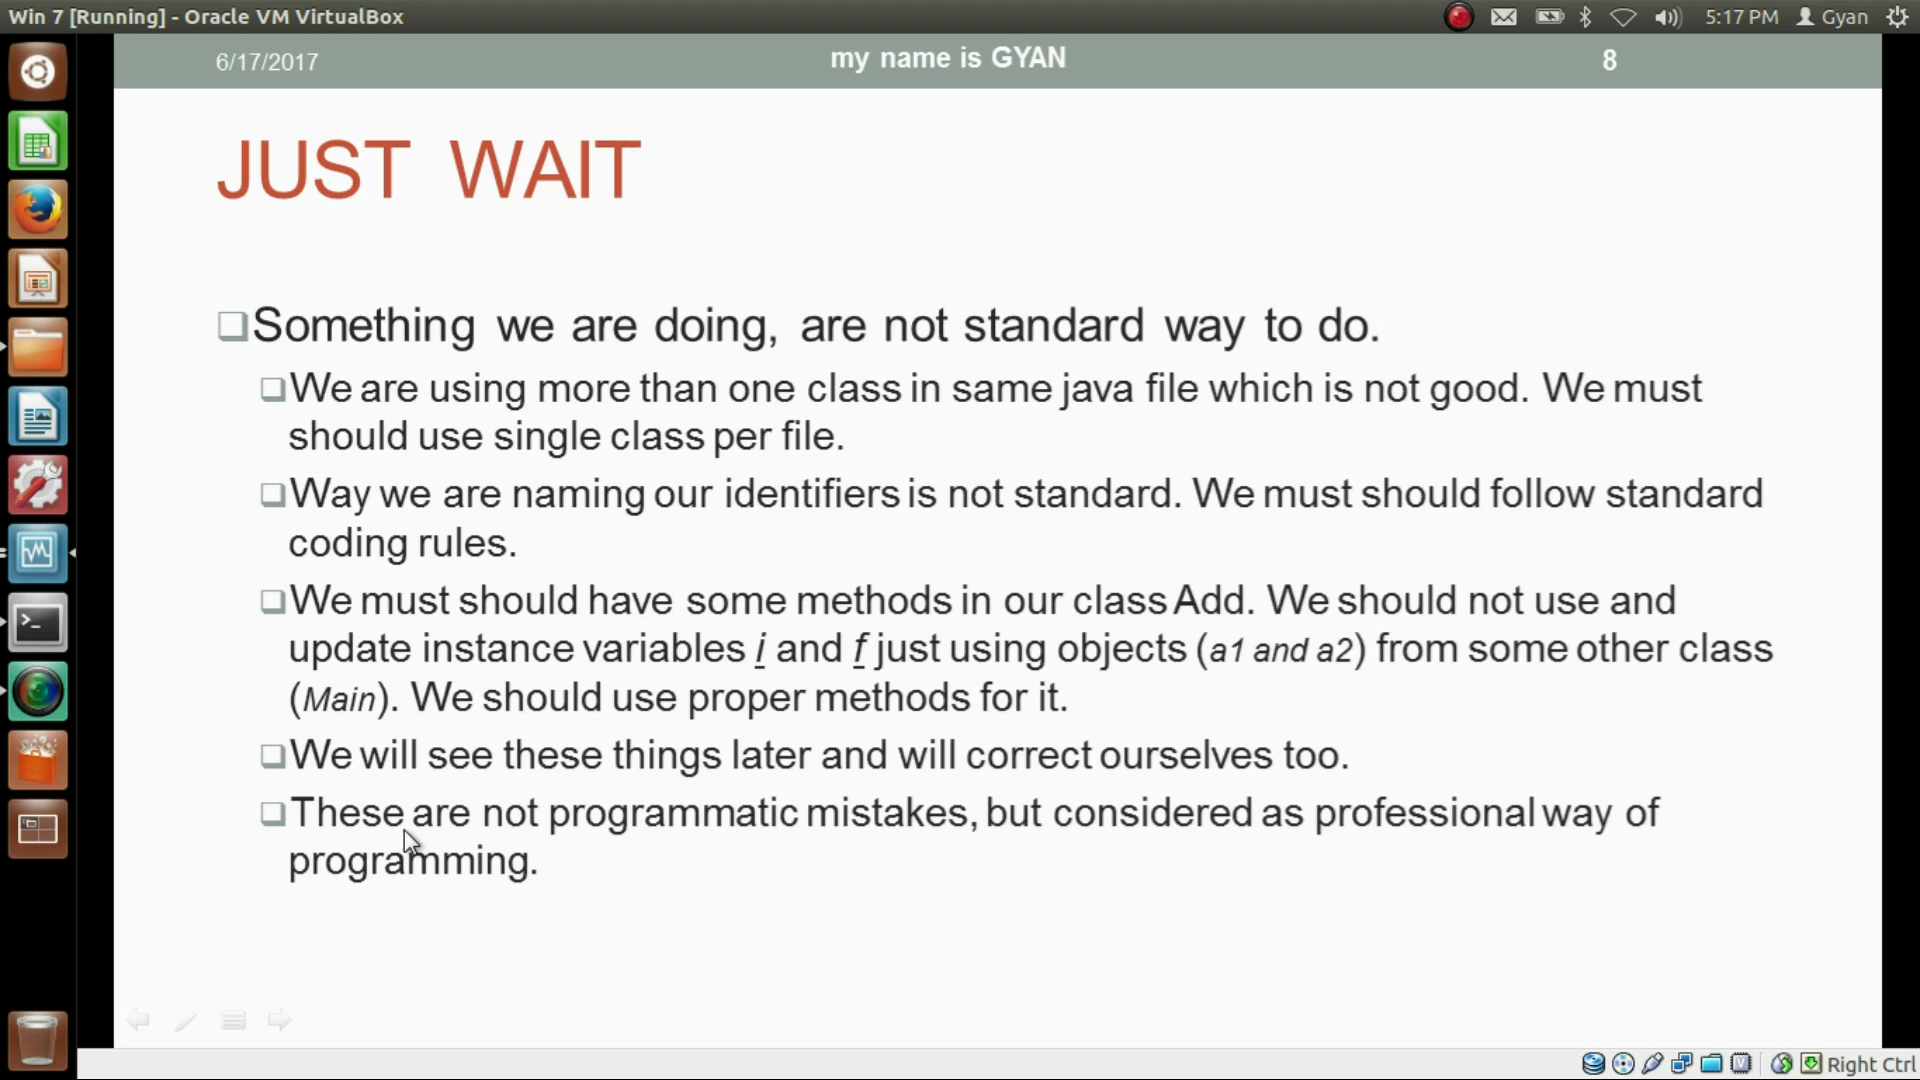 Win 7 [Running] - Oracle VM VirtualBox
5:17 PM Gyan
6/17/2017 my name is GYAN 8
JUST WAIT
Something we are doing, are not standard way to do.
We are using more than one class in same java file which is not good. We must
should use single class per file.
Way we are naming our identifiers is not standard. We must should follow standard
coding rules.
We must should have some methods in our class Add. We should not use and
update instance variables i and f just using objects (a1 and a2) from some other class
(Main). We should use proper methods for it.
We will see these things later and will correct ourselves too.
These are not programmatic mistakes, but considered as professional way of
programming.
Right Ctrl